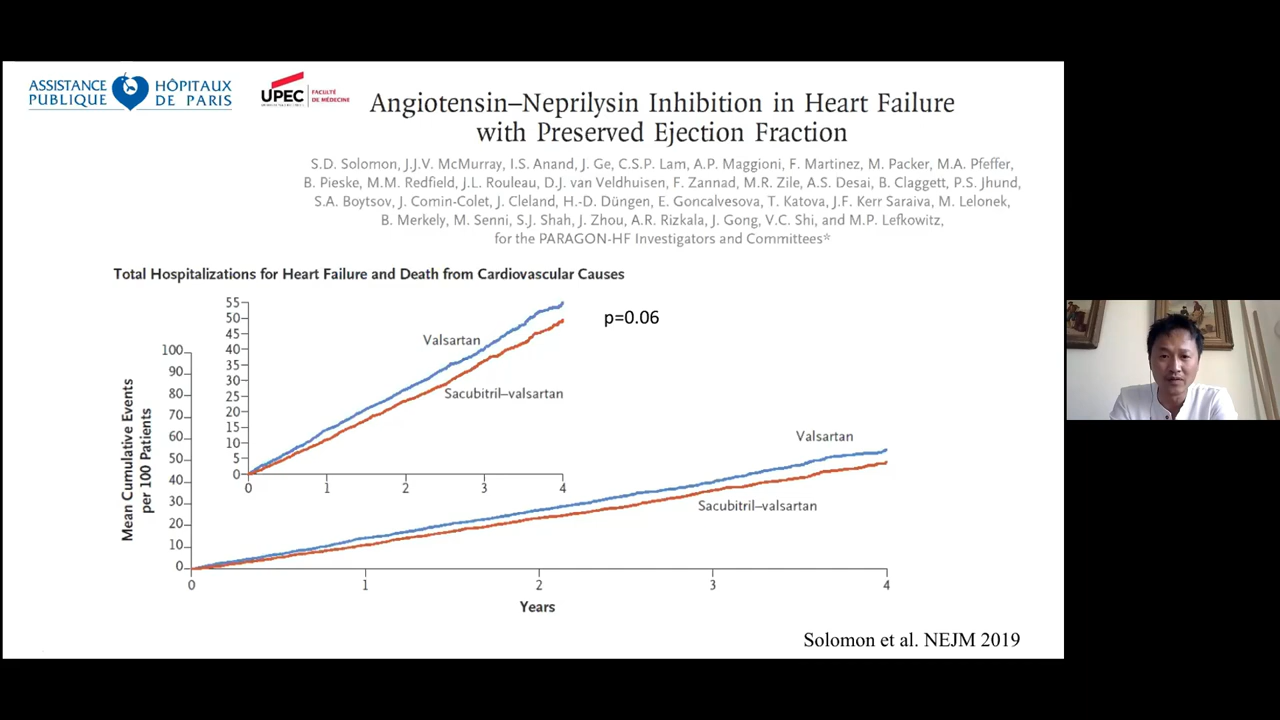 ASSISTANCE HÔPITAUX
PUBLIQUE DE PARIS
UPEC FACULTÉ
DE MÉDECINE
Angiotensin–Neprilysin Inhibition in Heart Failure
with Preserved Ejection Fraction
S.D. Solomon, J.J.V. McMurray, I.S. Anand, J. Ge, C.S.P. Lam, A.P. Maggioni, F. Martinez, M. Packer, M.A. Pfeffer,
B. Pieske, M.M. Redfield, J.L. Rouleau, D.J. van Veldhuisen, F. Zannad, M.R. Zile, A.S. Desai, B. Claggett, P.S. Jhund,
S.A. Boytsov, J. Comin-Colet, J. Cleland, H.-D. Düngen, E. Goncalvesova, T. Katova, J.F. Kerr Saraiva, M. Lelonek,
B. Merkely, M. Senni, S.J. Shah, J. Zhou, A.R. Rizkala, J. Gong, V.C. Shi, and M.P. Lefkowitz,
for the PARAGON-HF Investigators and Committees*
Total Hospitalizations for Heart Failure and Death from Cardiovascular Causes
55
50
45
40
35
30
25
20
15
10
5
0
0 1 2 3 4
Valsartan
Sacubitril–valsartan
p=0.06
Mean Cumulative Events
per 100 Patients
100
90
80
70
60
50
40
30
20
10
0
0 1 2 3 4
Valsartan
Sacubitril–valsartan
Years
Solomon et al. NEJM 2019